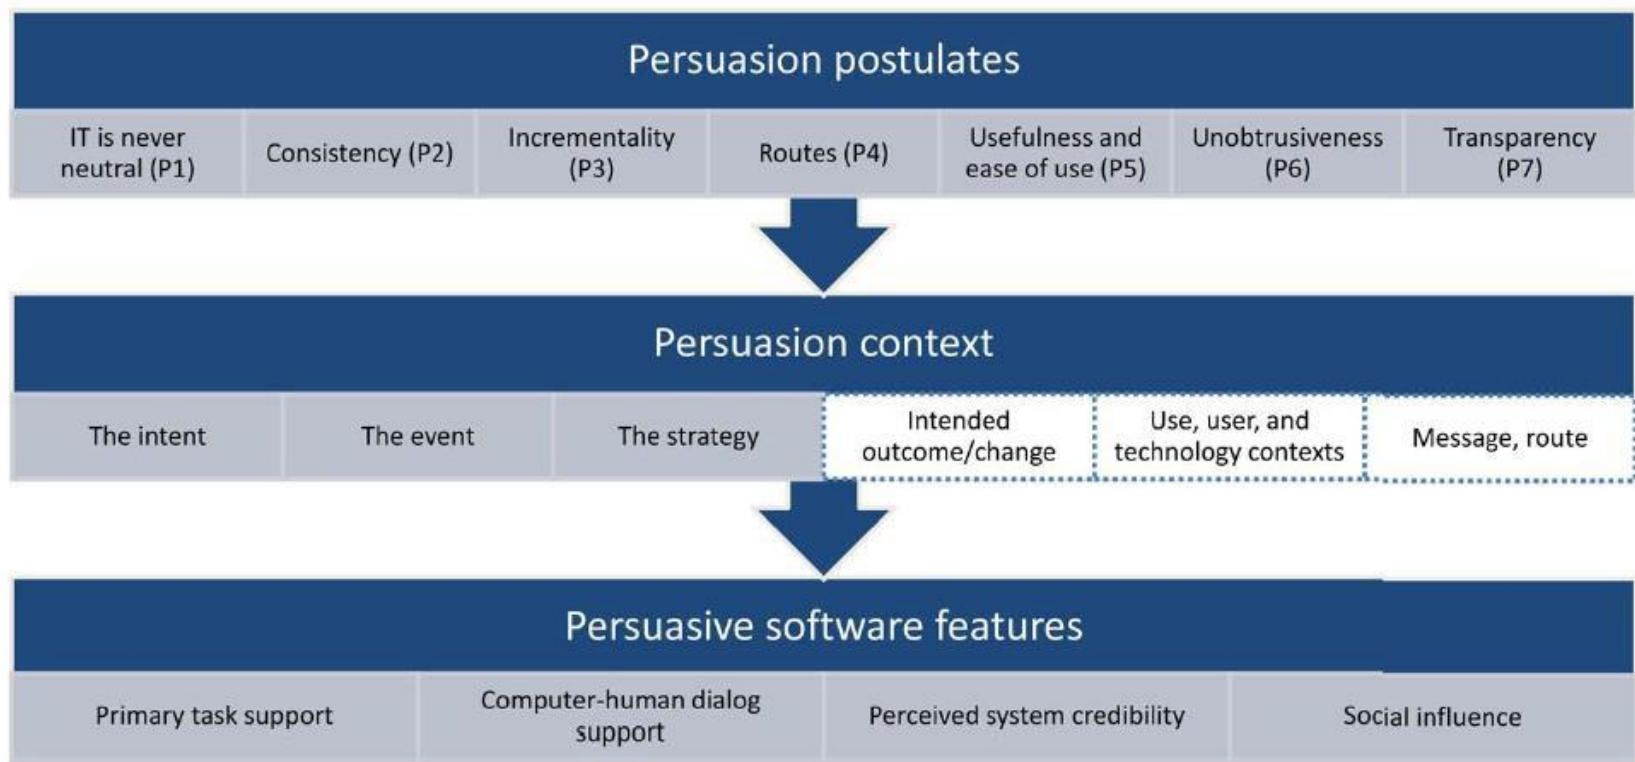 Persuasion postulates
IT is never
neutral (P1)
Consistency (P2)
Incrementality
(P3)
Routes (P4)
Usefulness and
ease of use (P5)
Unobtrusiveness
(P6)
Transparency
(P7)
Persuasion context
The intent
The event
The strategy
Intended
outcome/change
Use, user, and
technology contexts
Message, route
Persuasive software features
Primary task support
Computer-human dialog
support
Perceived system credibility
Social influence